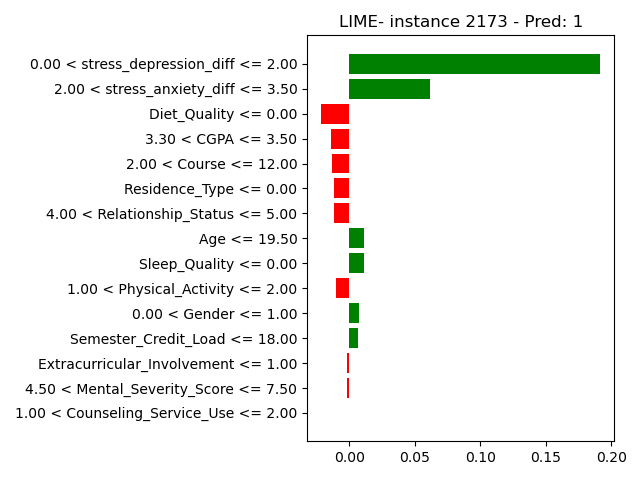 LIME- instance 2173 - Pred: 1
0.00 < stress_depression_diff <= 2.00
2.00 < stress_anxiety_diff <= 3.50
Diet_Quality <= 0.00
3.30 < CGPA <= 3.50
2.00 < Course <= 12.00
Residence_Type <= 0.00
4.00 < Relationship_Status <= 5.00
Age <= 19.50
Sleep_Quality <= 0.00
1.00 < Physical_Activity <= 2.00
0.00 < Gender <= 1.00
Semester_Credit_Load <= 18.00
Extracurricular_Involvement <= 1.00
4.50 < Mental_Severity_Score <= 7.50
1.00 < Counseling_Service_Use <= 2.00
0.00 0.05 0.10 0.15 0.20